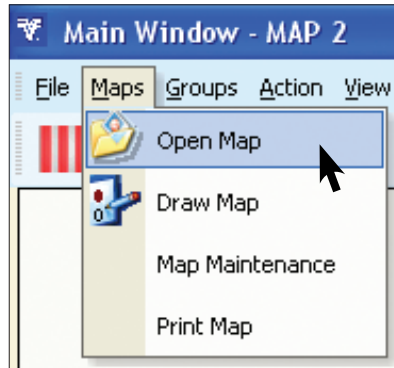 Main Window - MAP 2
File Maps Groups Action View
Open Map
Draw Map
Map Maintenance
Print Map